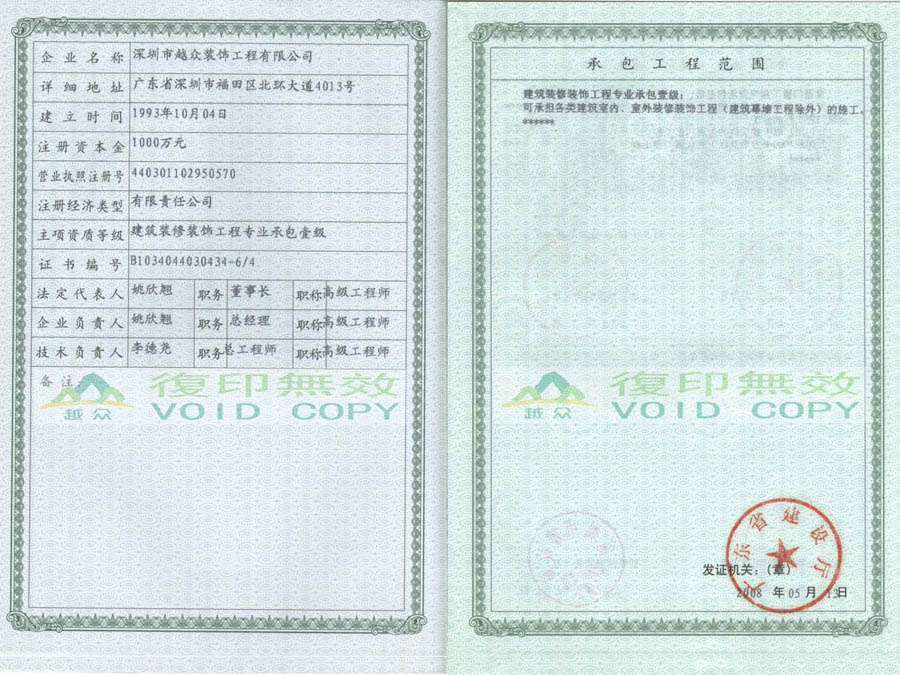 企业名称 深圳市越众装饰工程有限公司
详细地址 广东省深圳市福田区北环大道4013号
建立时间 1993年10月04日
注册资本金 1000万元
营业执照注册号 440301102950570
注册经济类型 有限责任公司
主项资质等级 建筑装修装饰工程专业承包壹级
证书编号 B1034044030434-6/4
法定代表人 姚欣翘 职务 董事长 职称 高级工程师
企业负责人 姚欣翘 职务 总经理 职称 高级工程师
技术负责人 李德尧 职务 总工程师 职称 高级工程师
备注:
越众 復印無效
VOID COPY
承包工程范围
建筑装修装饰工程专业承包壹级:
可承担各类建筑室内、室外装修装饰工程(建筑幕墙工程除外)的施工。
******
越众 復印無效
VOID COPY
广东省建设厅
发证机关:(章)
2008 年 05 月 13日